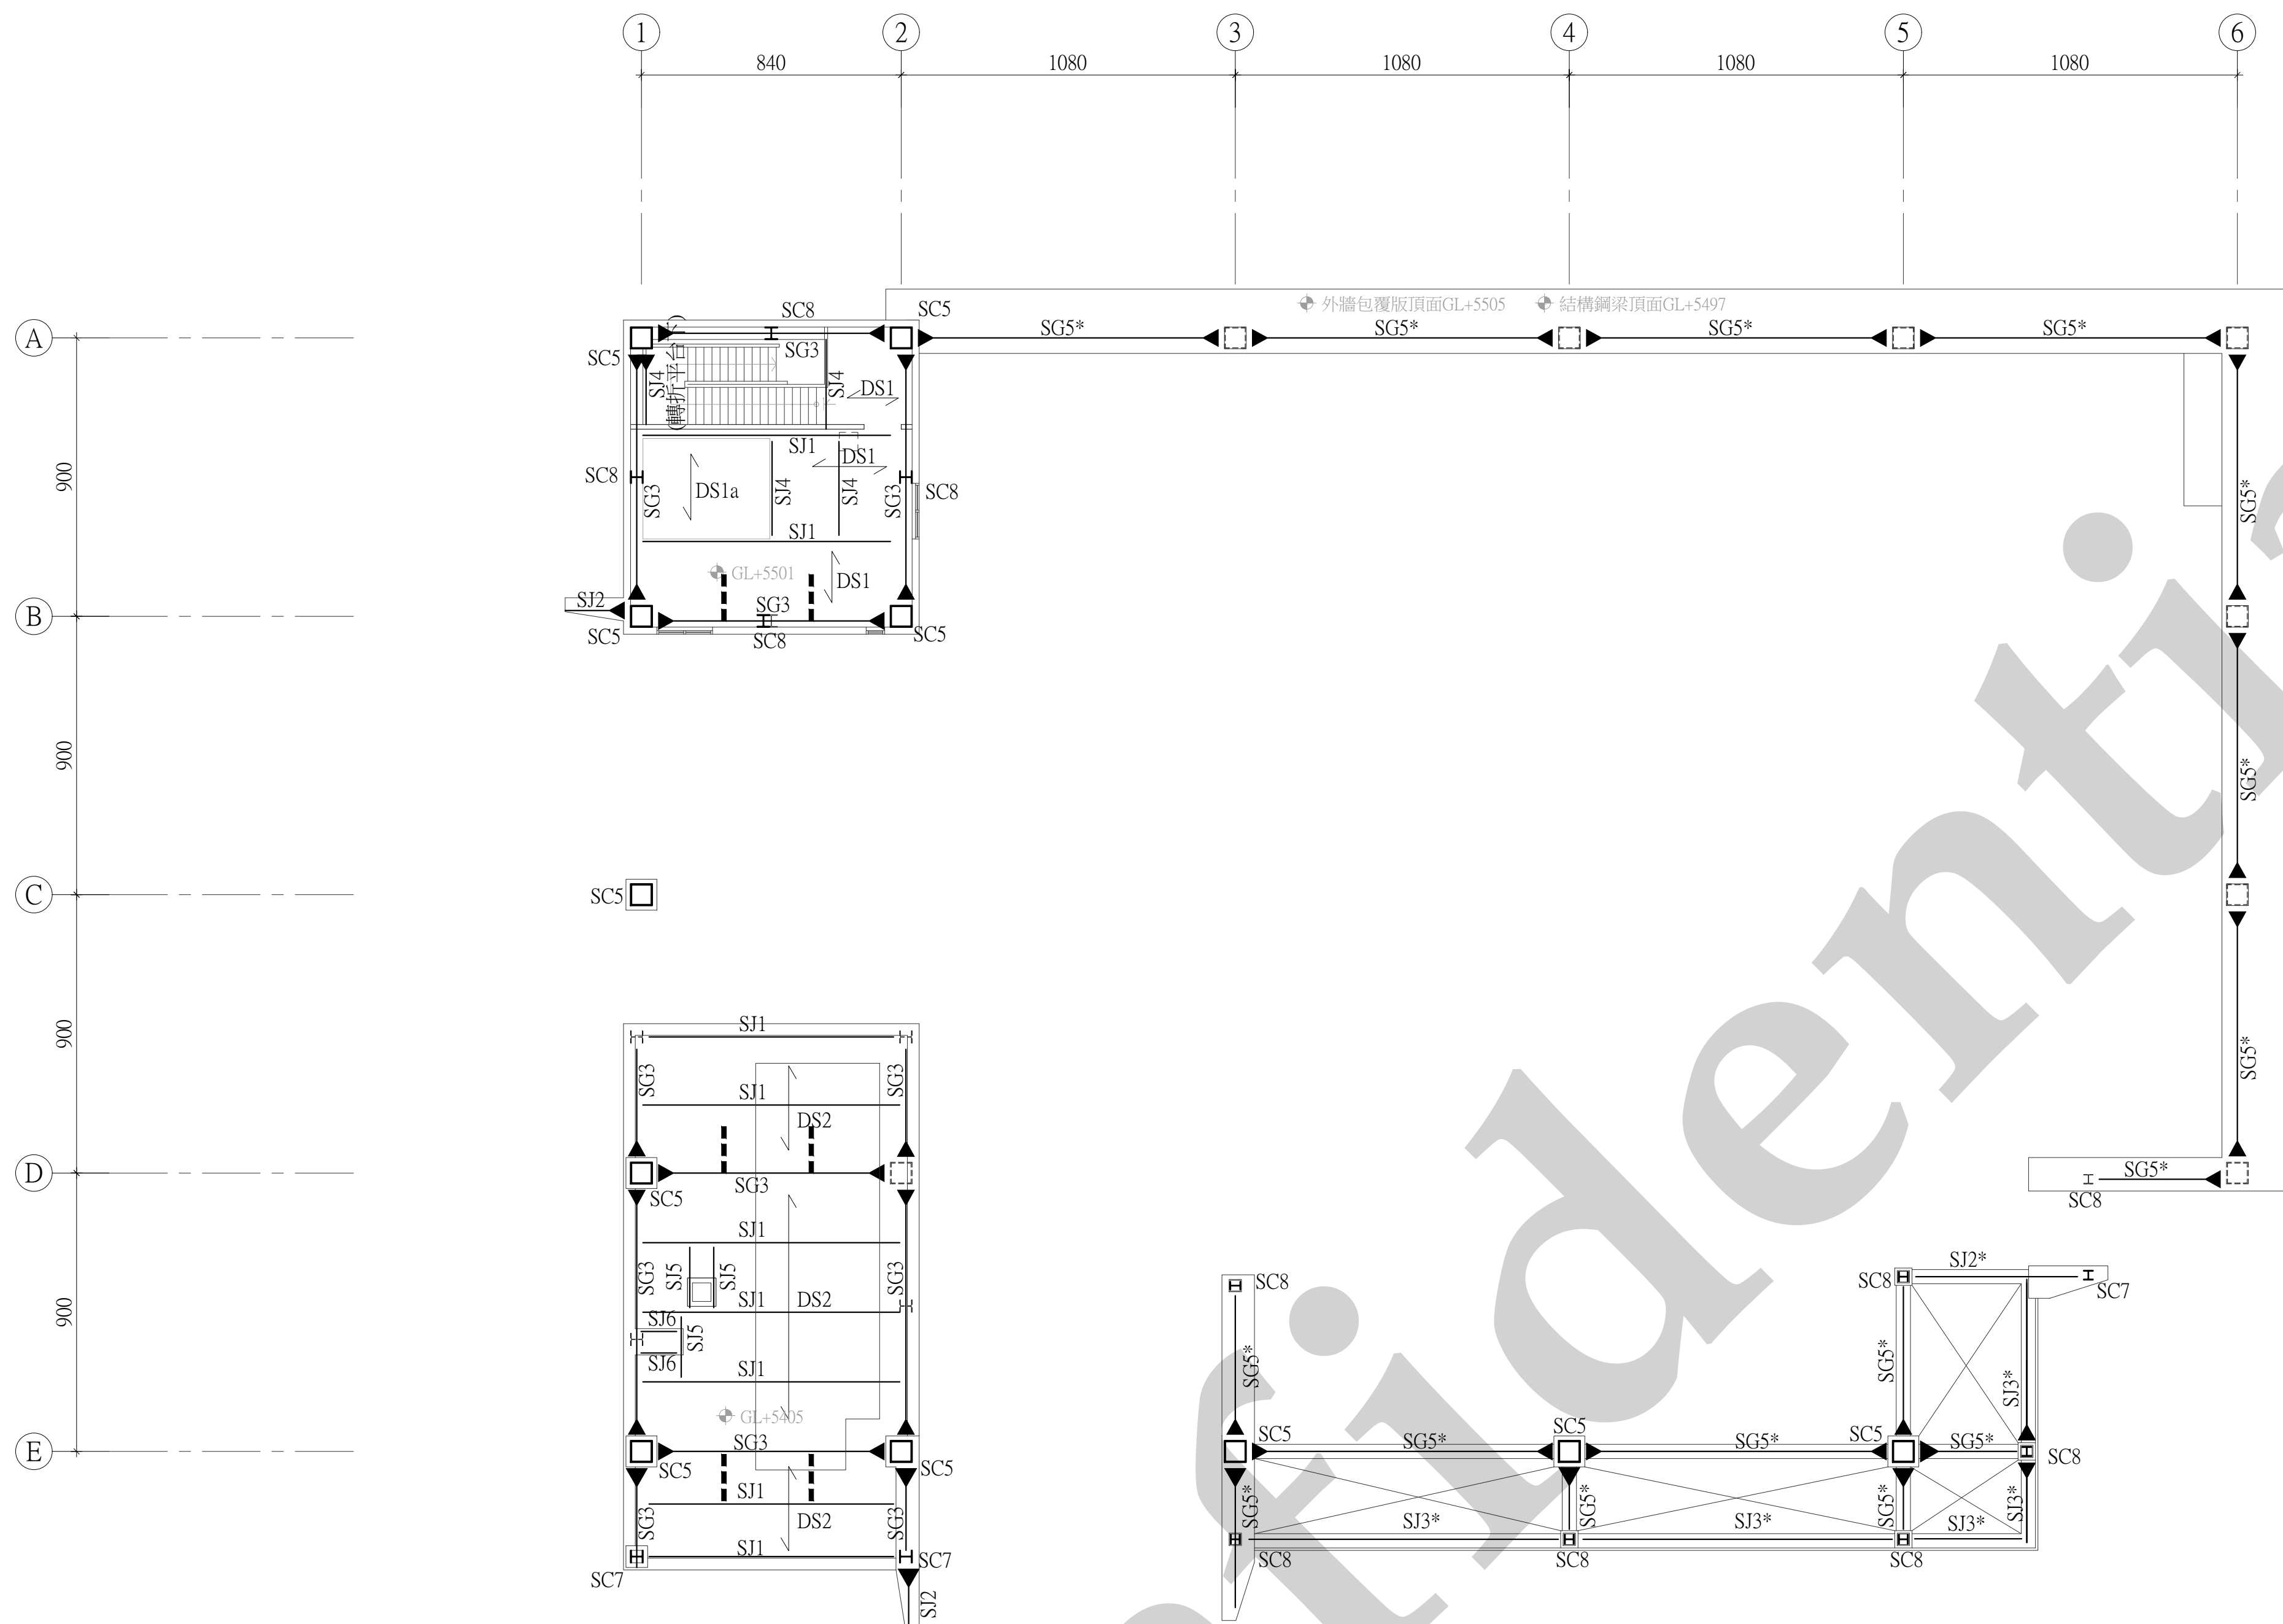 1 2 3 4 5 6
840 1080 1080 1080 1080
A
B
C
D
E
900
900
900
900
外牆包覆版頂面GL+5505 結構鋼梁頂面GL+5497
SC8 SC5
SG5* SG5* SG5* SG5*
SC5 SG3
SJ4 SJ4 DS1
SJ1
DS1
SC8 SG3 DS1a SJ4 SJ4 SG3 SC8
SJ1
GL+5501 DS1
SJ2 SG3
SC5 SC8 SC5
SG5*
SG5*
SG5*
SC5
SJ1
SG3 SG3
SJ1
DS2
SG3
SC5
SG5*
SC8
SJ1
SG3 SJ5 SJ5 SG3
SJ1 DS2
SJ6
SJ5
SJ6
SJ1
GL+5405
SG3
SC5 SC5
SJ1
SG3 DS2 SG3
SJ1
SC7 SC7
SJ2
SC8 SJ2* SC8 SC7
SG5* SG5* SJ3*
SC5 SC5 SC5
SG5* SG5* SG5* SC8
SG5* SG5* SG5* SJ3*
SJ3* SJ3* SJ3*
SC8 SC8 SC8
fidenti